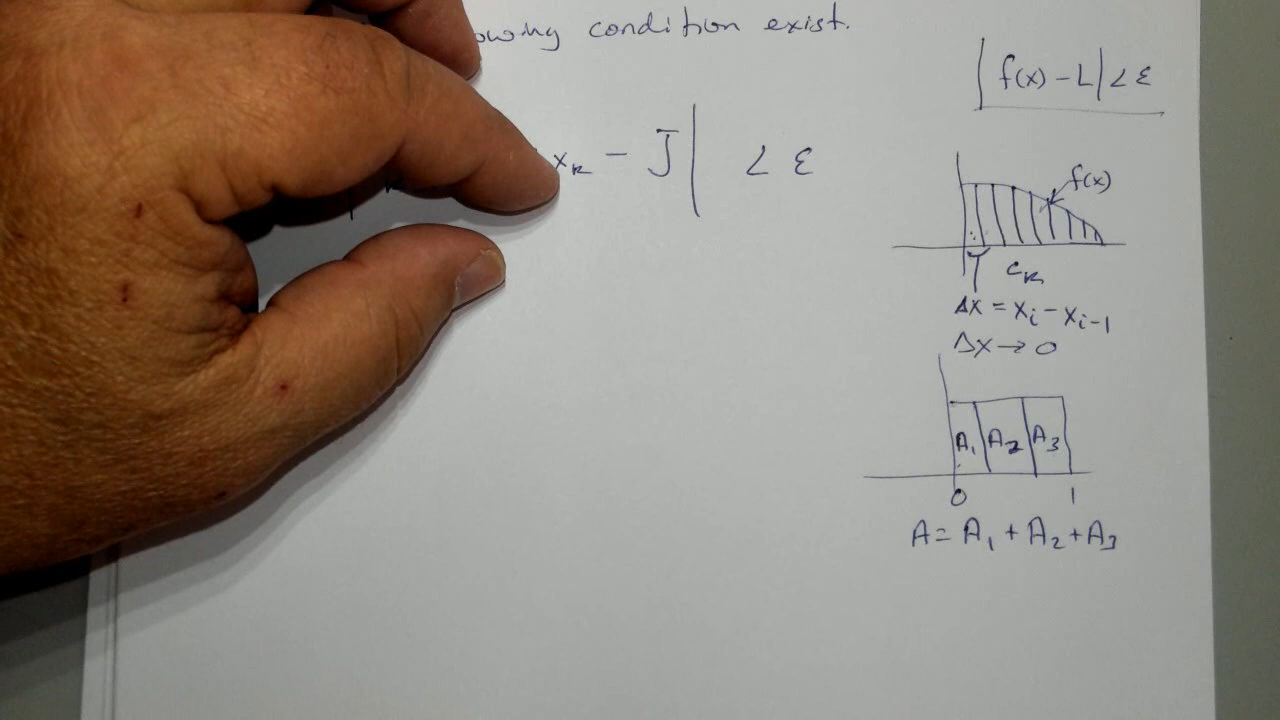 condition exist.
|f(x) - L| < ε
x_k - J| < ε
f(x)
c_k
Δx = x_i - x_{i-1}
Δx → 0
A_1 A_2 A_3
0 1
A = A_1 + A_2 + A_3